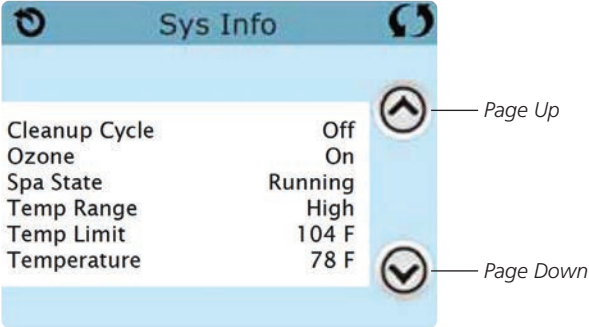 Sys Info
Page Up
Cleanup Cycle Off
Ozone On
Spa State Running
Temp Range High
Temp Limit 104 F
Temperature 78 F
Page Down